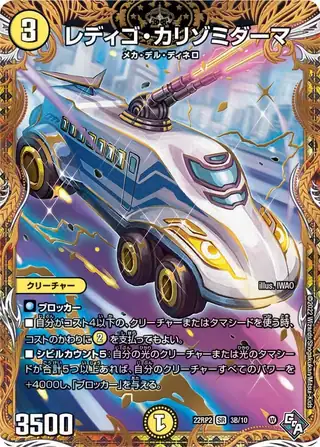 3
レディゴ・カリゾミダーマ
メカ・デル・ディネロ
illus. IWAO
クリーチャー
ブロッカー
■自分がコスト4以下の、クリーチャーまたはタマシードを使う時、
コストのかわりに②を支払ってもよい。
■シビルカウント5：自分の光のクリーチャーまたは光のタマシー
ドが合計5つ以上あれば、自分のクリーチャーすべてのパワーを
+4000し、「ブロッカー」を与える。
3500
1
22RP2 SR 3B/10
W